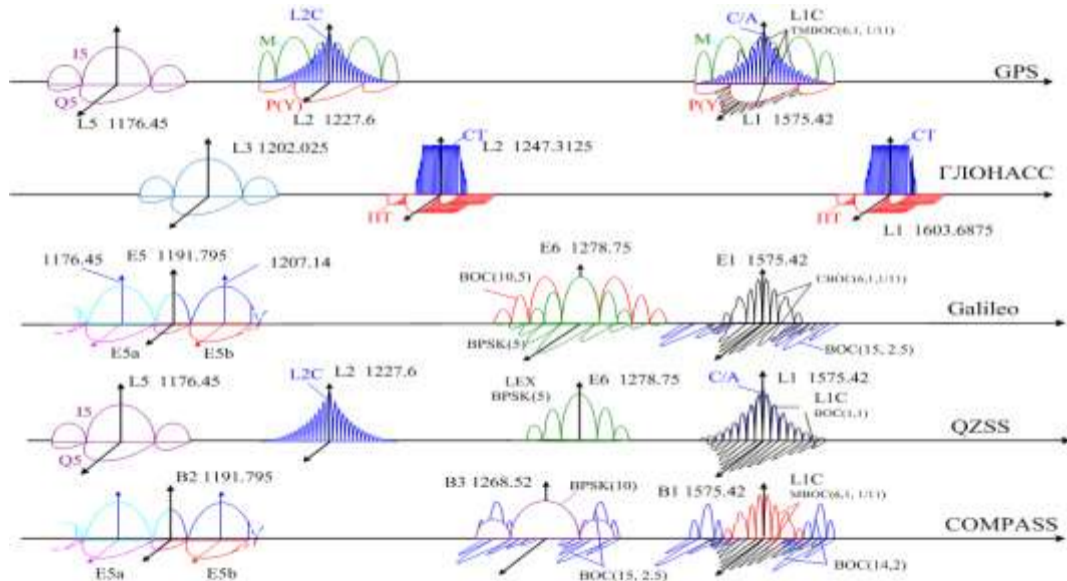 I5
Q5
L5 1176.45
L2C
M
P(Y)
L2 1227.6
C/A
L1C
TMBOC(6,1, 1/11)
M
P(Y)
L1 1575.42
GPS
L3 1202.025
СТ
L2 1247.3125
ПТ
СТ
ПТ
L1 1603.6875
ГЛОНАСС
1176.45
E5 1191.795
1207.14
E5a
E5b
E6 1278.75
BOC(10,5)
BPSK(5)
E1 1575.42
CBOC(6,1,1/11)
BOC(15, 2.5)
Galileo
L5 1176.45
I5
Q5
L2C
L2 1227.6
LEX
BPSK(5)
E6 1278.75
C/A
L1 1575.42
L1C
BOC(1,1)
QZSS
B2 1191.795
E5a
E5b
B3 1268.52
BPSK(10)
BOC(15, 2.5)
B1 1575.42
L1C
MBOC(6,1, 1/11)
BOC(14,2)
COMPASS